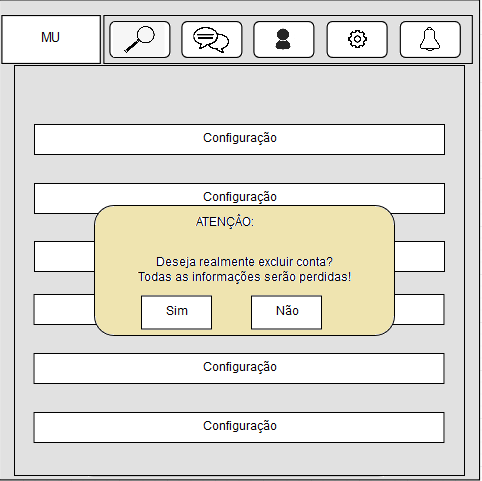 MU
Configuração
Configuração
ATENÇÃO:
Deseja realmente excluir conta?
Todas as informações serão perdidas!
Sim
Não
Configuração
Configuração